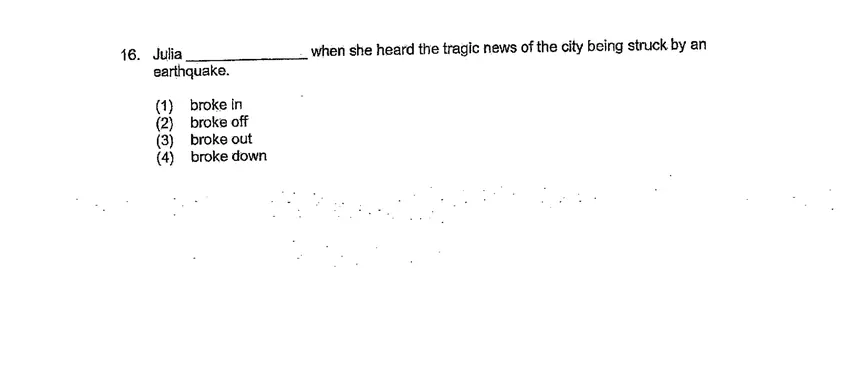 16. Julia ______________ when she heard the tragic news of the city being struck by an
earthquake.
(1) broke in
(2) broke off
(3) broke out
(4) broke down